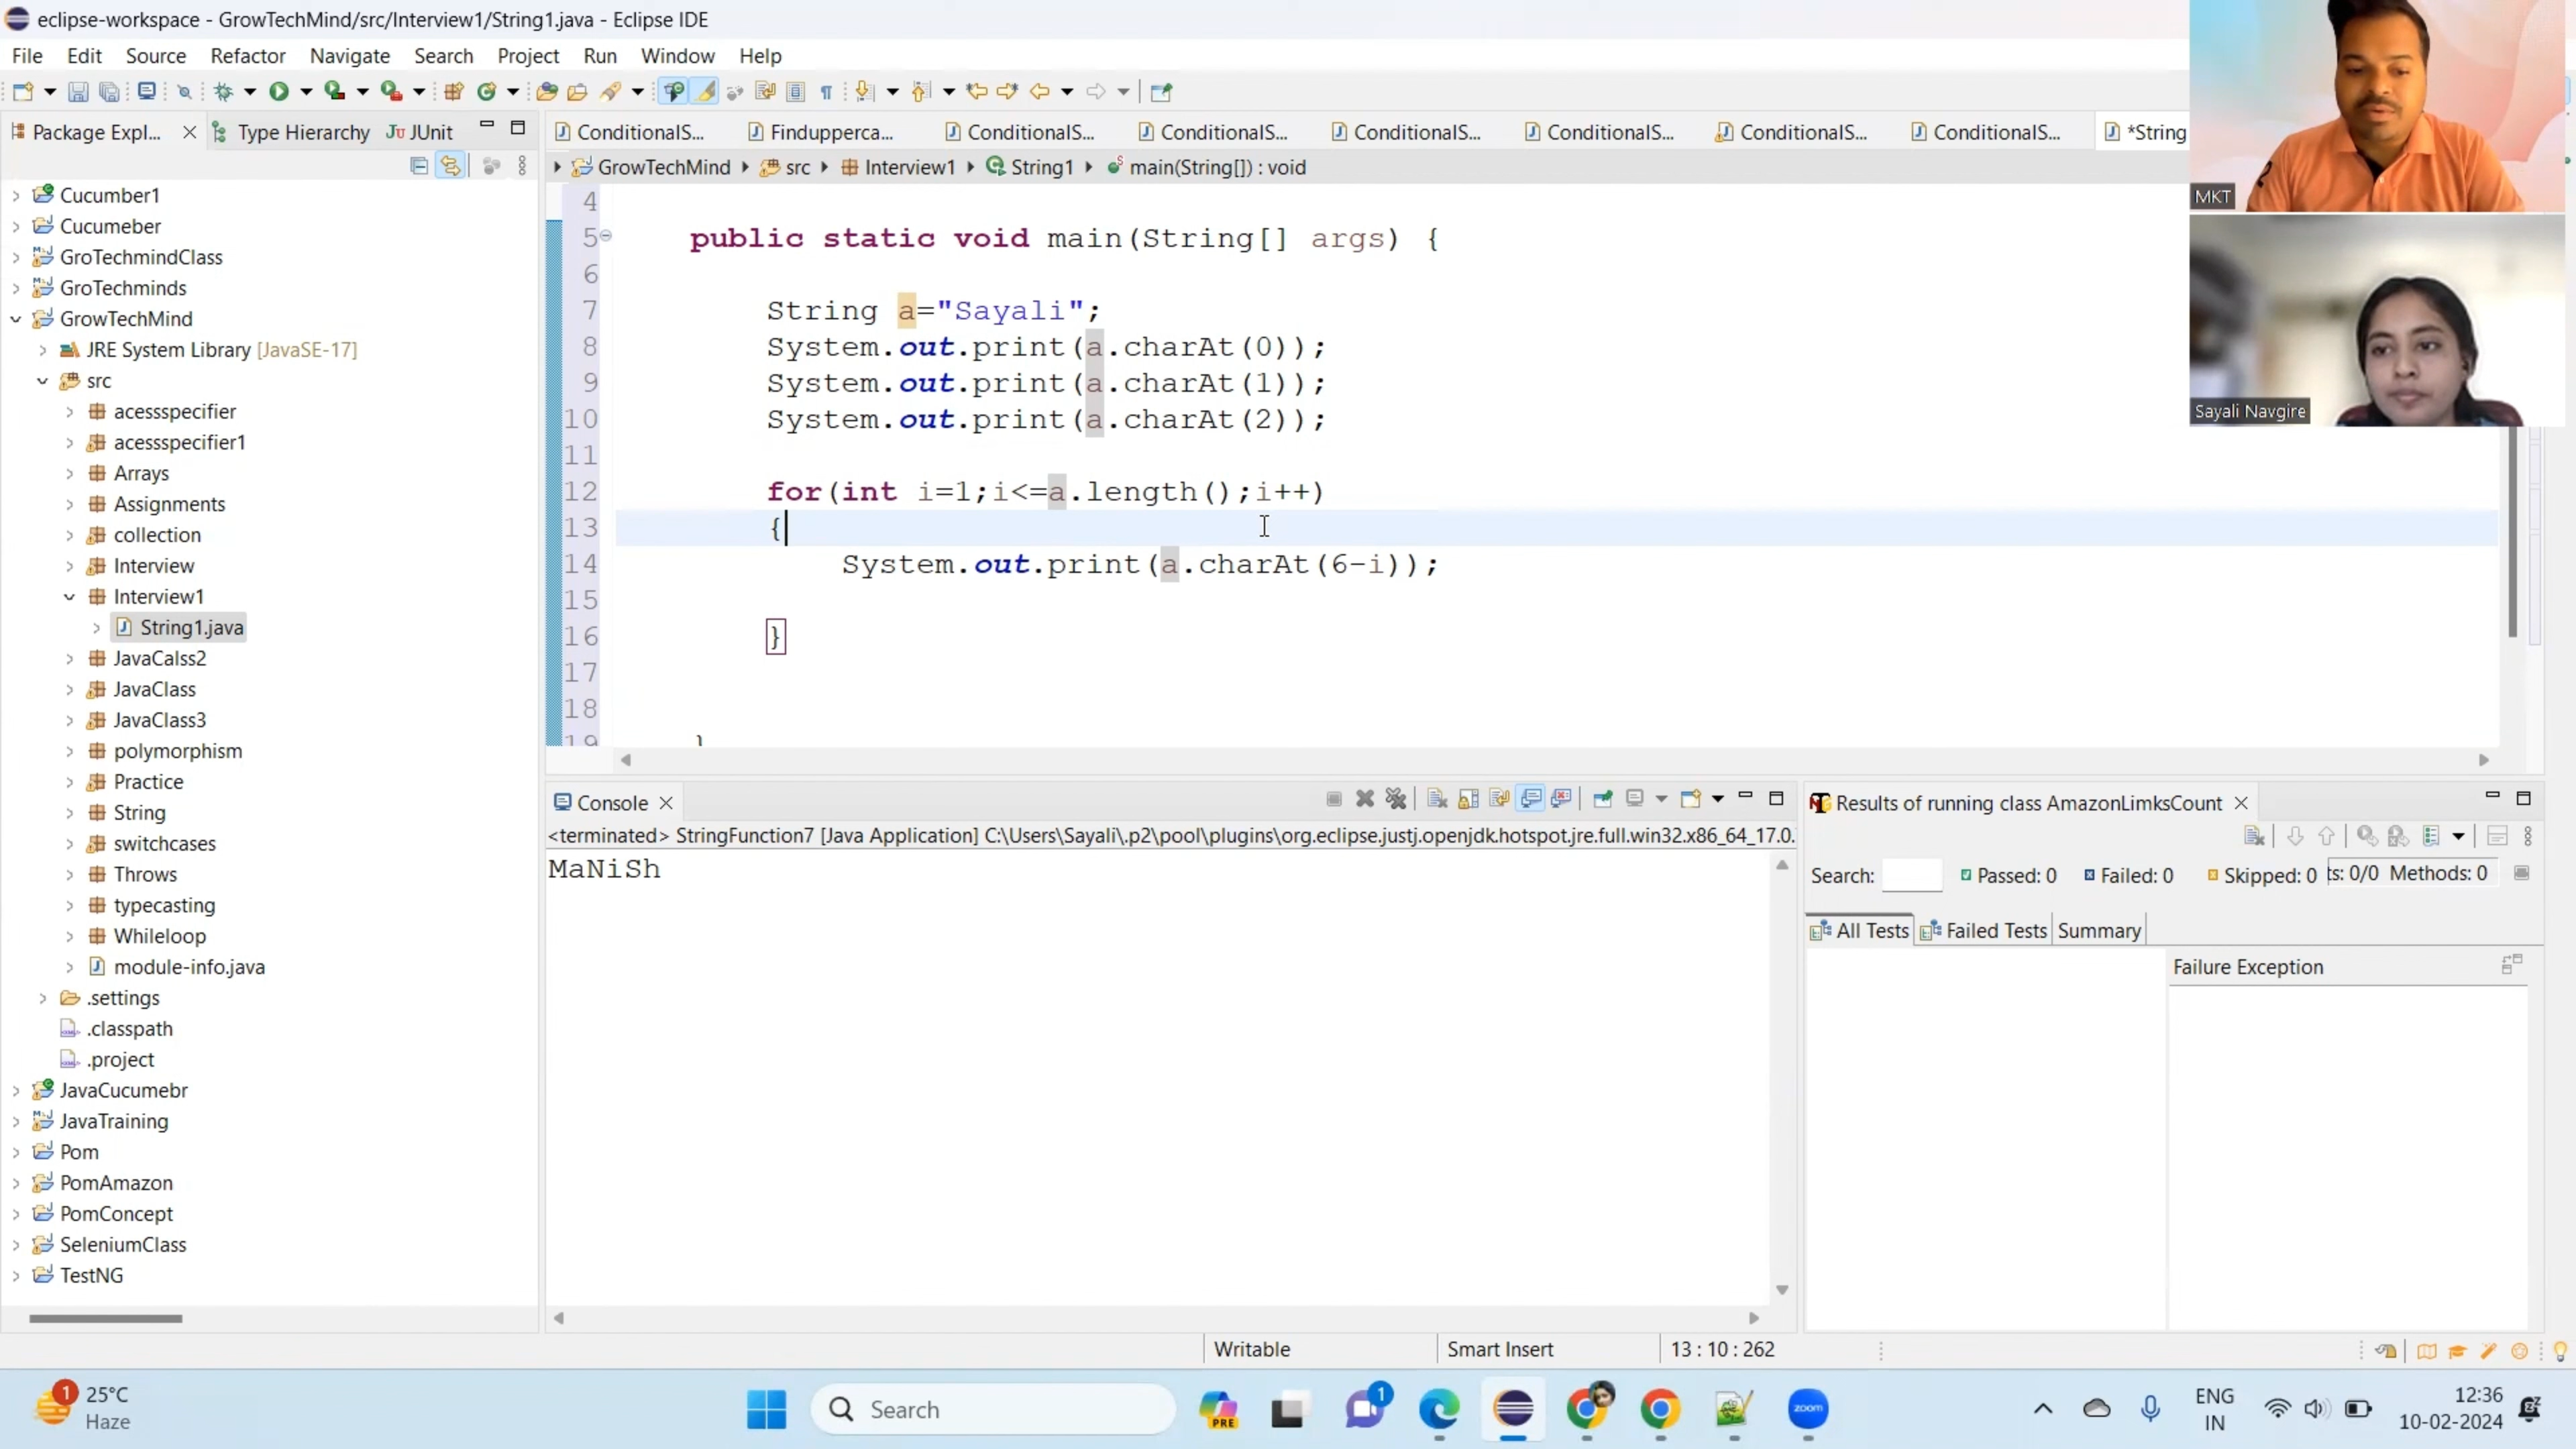 eclipse-workspace - GrowTechMind/src/Interview1/String1.java - Eclipse IDE
File Edit Source Refactor Navigate Search Project Run Window Help
Package Expl... Type Hierarchy JUnit
ConditionalS... Findupperca... ConditionalS... ConditionalS... ConditionalS... ConditionalS... ConditionalS... ConditionalS... *String
GrowTechMind src Interview1 String1 main(String[]) : void
MKT
Sayali Navgire
Cucumber1
Cucumeber
GroTechmindClass
GroTechminds
GrowTechMind
JRE System Library [JavaSE-17]
src
acessspecifier
acessspecifier1
Arrays
Assignments
collection
Interview
Interview1
String1.java
JavaCalss2
JavaClass
JavaClass3
polymorphism
Practice
String
switchcases
Throws
typecasting
Whileloop
module-info.java
.settings
.classpath
.project
JavaCucumebr
JavaTraining
Pom
PomAmazon
PomConcept
SeleniumClass
TestNG
4
5 public static void main(String[] args) {
6
7 String a="Sayali";
8 System.out.print(a.charAt(0));
9 System.out.print(a.charAt(1));
10 System.out.print(a.charAt(2));
11
12 for(int i=1;i<=a.length();i++)
13 {
14 System.out.print(a.charAt(6-i));
15
16 }
17
18
19 }
Console
<terminated> StringFunction7 [Java Application] C:\Users\Sayali\.p2\pool\plugins\org.eclipse.justj.openjdk.hotspot.jre.full.win32.x86_64_17.0.
MaNiSh
Results of running class AmazonLimksCount
Search: Passed: 0 Failed: 0 Skipped: 0 ts: 0/0 Methods: 0
All Tests Failed Tests Summary
Failure Exception
Writable Smart Insert 13 : 10 : 262
1
25°C
Haze
Search
PRE
1
zoom
ENG
IN
12:36
10-02-2024